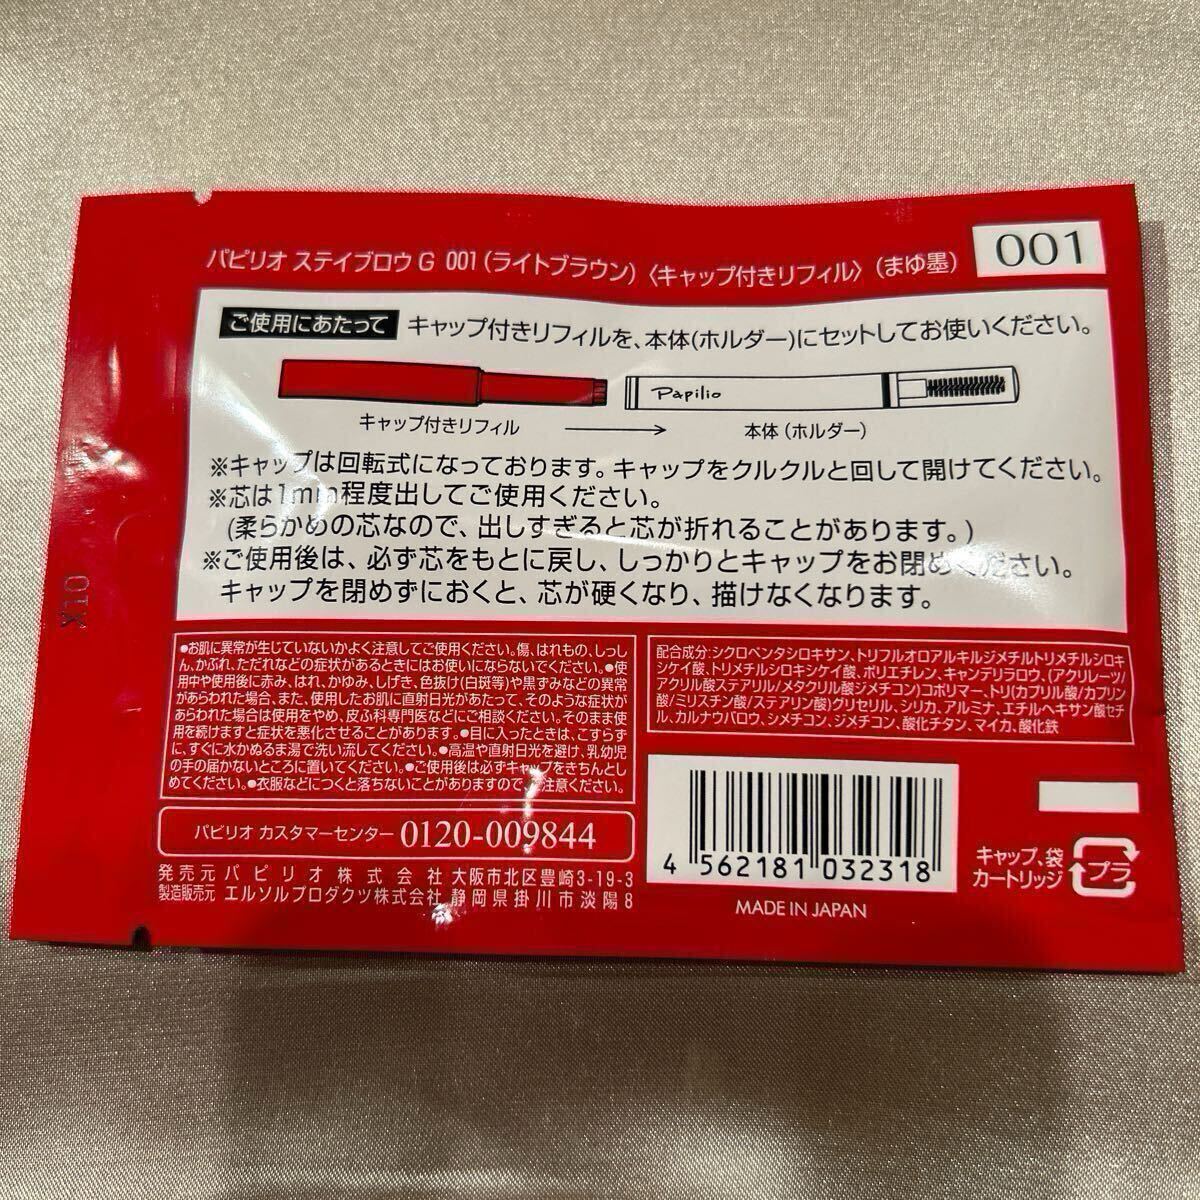 001
パピリオ ステイブロウ G 001(ライトブラウン)〈キャップ付きリフィル〉(まゆ墨)
ご使用にあたって キャップ付きリフィルを、本体(ホルダー)にセットしてお使いください。
Papilio
キャップ付きリフィル
本体(ホルダー)
※キャップは回転式になっております。キャップをクルクルと回して開けてください。
※芯は1mm程度出してご使用ください。
(柔らかめの芯なので、出しすぎると芯が折れることがあります。)
※ご使用後は、必ず芯をもとに戻し、しっかりとキャップをお閉めください。
キャップを閉めずにおくと、芯が硬くなり、描けなくなります。
01K
●お肌に異常が生じていないかよく注意してご使用ください。傷、はれもの、しっし
ん、かぶれ、ただれなどの症状があるときにはお使いにならないでください。●使
用中や使用後に赤み、はれ、かゆみ、しげき、色抜け(白斑等)や黒ずみなどの異常
があらわれた場合、また、使用したお肌に直射日光があたって、そのような症状が
あらわれた場合は使用をやめ、皮ふ科専門医などにご相談ください。そのまま使
用を続けますと症状を悪化させることがあります。●目に入ったときは、こすらず
に、すぐに水かぬるま湯で洗い流してください。●高温や直射日光を避け、乳幼児
の手の届かないところに置いてください。●ご使用後は必ずキャップをきちんとし
めてください。●衣服などにつくと落ちないことがありますので、ご注意ください。
配合成分:シクロペンタシロキサン、トリフルオロアルキルジメチルトリメチルシロキ
シケイ酸、トリメチルシロキシケイ酸、ポリエチレン、キャンデリラロウ、(アクリレーツ/
アクリル酸ステアリル/メタクリル酸ジメチコン)コポリマー、トリ(カプリル酸/カプリン
酸/ミリスチン酸/ステアリン酸)グリセリル、シリカ、アルミナ、エチルヘキサン酸セチ
ル、カルナウバロウ、シメチコン、ジメチコン、酸化チタン、マイカ、酸化鉄
パピリオ カスタマーセンター 0120-009844
発売元 パピリオ株式会社 大阪市北区豊崎3-19-3
製造販売元 エルソルプロダクツ株式会社 静岡県掛川市淡陽8
4 562181 032318
MADE IN JAPAN
キャップ、袋
カートリッジ
プラ